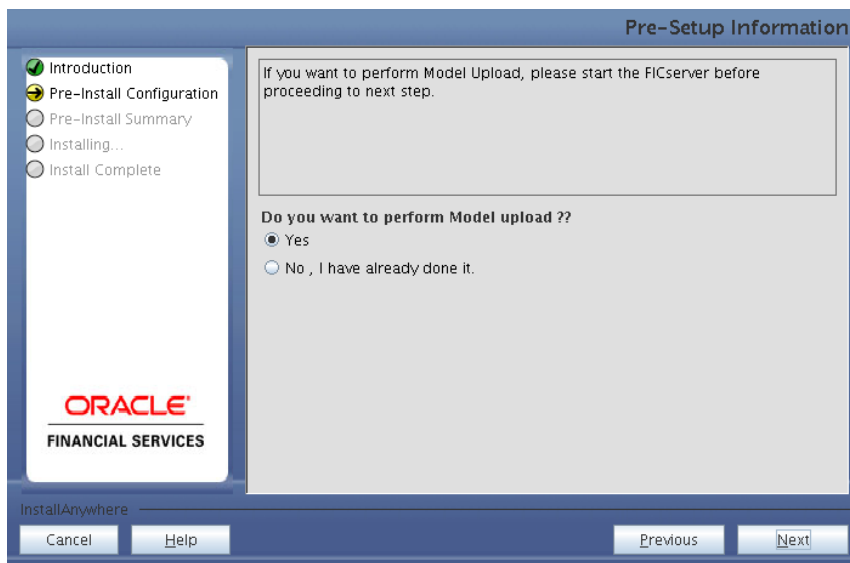 Pre-Setup Information
Introduction
Pre-Install Configuration
Pre-Install Summary
Installing...
Install Complete
If you want to perform Model Upload, please start the FICserver before
proceeding to next step.
Do you want to perform Model upload ??
Yes
No , I have already done it.
ORACLE'
FINANCIAL SERVICES
InstallAnywhere
Cancel
Help
Previous
Next